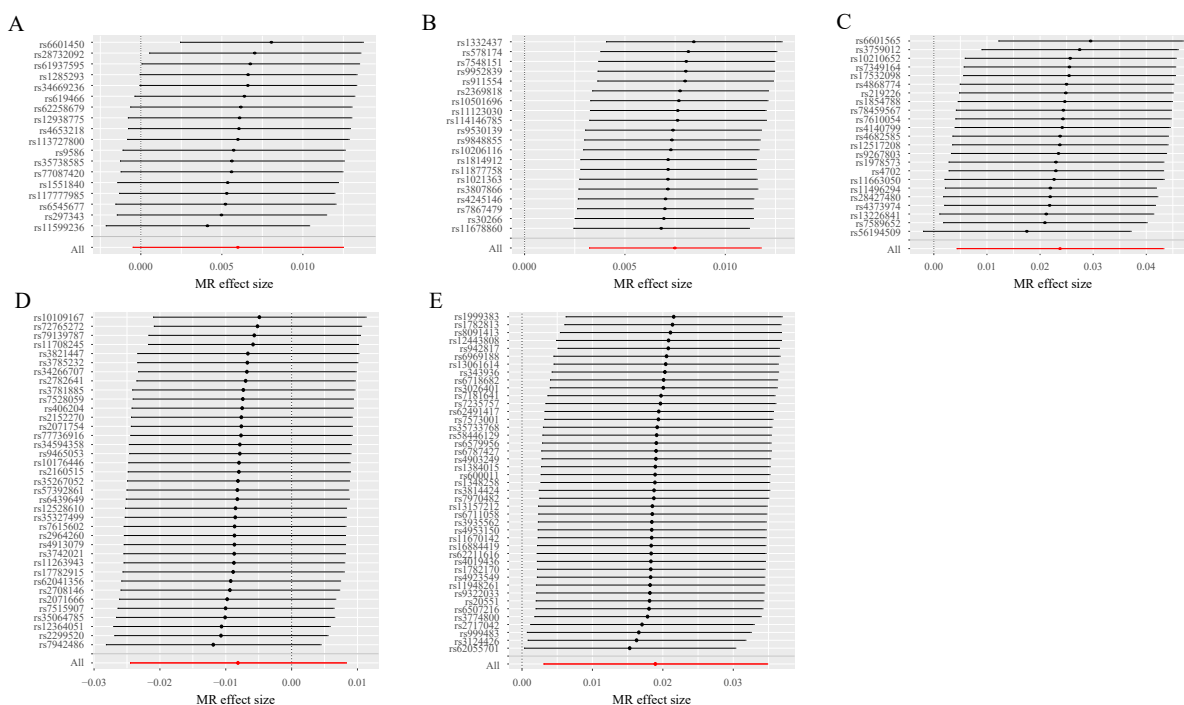 A
rs6601450
rs28732092
rs61937595
rs1285293
rs34669236
rs619466
rs62258679
rs12938775
rs4653218
rs113727800
rs9586
rs35738585
rs77087420
rs1551840
rs117777985
rs6545677
rs297343
rs11599236
All
0.000 0.005 0.010
MR effect size
B
rs1332437
rs578174
rs7548151
rs9952839
rs911554
rs2369818
rs10501696
rs11123030
rs114146785
rs9530139
rs9848855
rs10206116
rs1814912
rs11877758
rs1021363
rs3807866
rs4245146
rs7867479
rs30266
rs11678860
All
0.000 0.005 0.010
MR effect size
C
rs6601565
rs3759012
rs10210652
rs7349164
rs17532098
rs4868774
rs219226
rs1854788
rs78459567
rs7610054
rs4140799
rs4682585
rs12517208
rs9267803
rs1978573
rs4702
rs11663050
rs11496294
rs28427480
rs4373974
rs13226841
rs7589652
rs56194509
All
0.00 0.01 0.02 0.03 0.04
MR effect size
D
rs10109167
rs72765272
rs79139787
rs11708245
rs3821447
rs3785232
rs34266707
rs2782641
rs3781885
rs7528059
rs406204
rs2152270
rs2071754
rs77736916
rs34594358
rs9465053
rs10176446
rs2160515
rs35267052
rs57392861
rs6439649
rs12528610
rs35327499
rs7615602
rs2964260
rs4913079
rs3742021
rs11263943
rs17782915
rs62041356
rs2708146
rs2071666
rs7515907
rs35064785
rs12364051
rs2299520
rs7942486
All
−0.03 −0.02 −0.01 0.00 0.01
MR effect size
E
rs1999383
rs1782813
rs8091413
rs12443808
rs942817
rs6969188
rs13061614
rs343936
rs6718682
rs3026401
rs7181641
rs7235757
rs62491417
rs7573001
rs35733768
rs58446129
rs6579956
rs6787427
rs4903249
rs1384015
rs600011
rs1348258
rs3814424
rs7970482
rs13157212
rs6711058
rs3935562
rs4953150
rs11670142
rs16884419
rs62211616
rs4019436
rs1782170
rs4923549
rs11948261
rs9322033
rs20551
rs6507216
rs3774800
rs2717042
rs999483
rs3124426
rs62055701
All
0.00 0.01 0.02 0.03
MR effect size